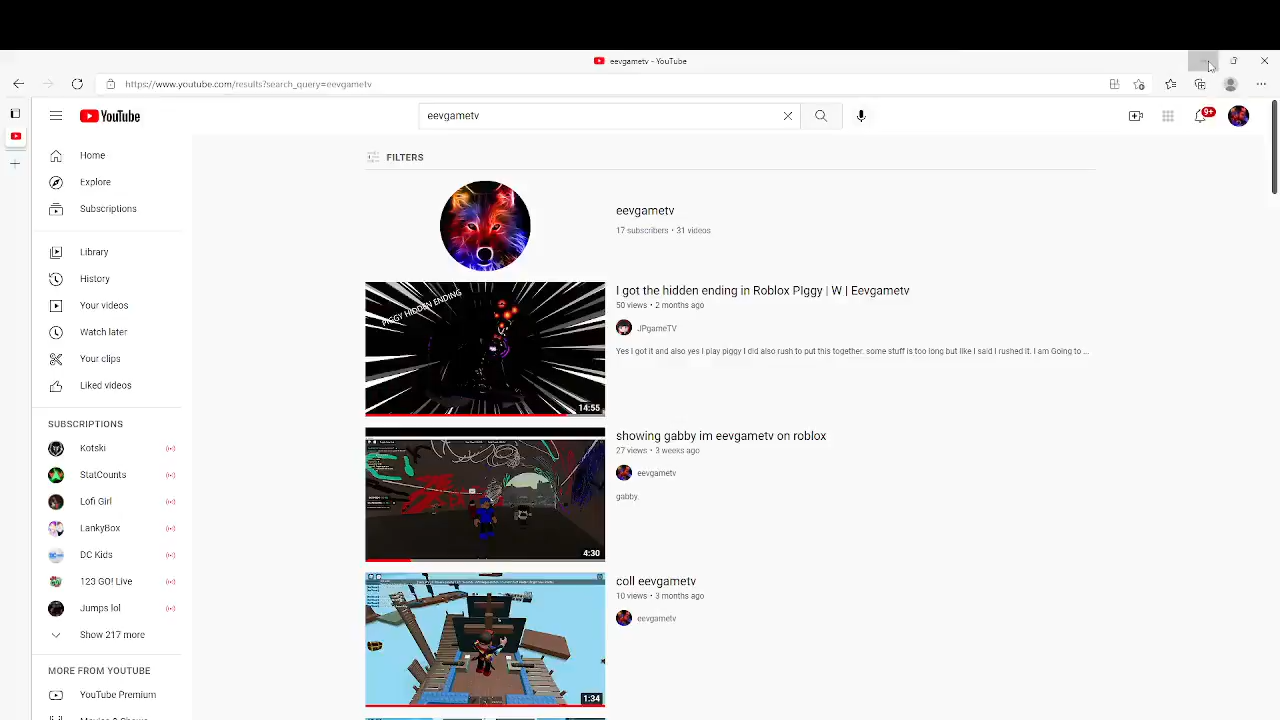 eevgametv - YouTube
https://www.youtube.com/results?search_query=eevgametv
YouTube
eevgametv
9+
Home
Explore
Subscriptions
Library
History
Your videos
Watch later
Your clips
Liked videos
SUBSCRIPTIONS
Kotski
StatCounts
Lofi Girl
LankyBox
DC Kids
123 Go! Live
Jumps lol
Show 217 more
MORE FROM YOUTUBE
YouTube Premium
FILTERS
eevgametv
17 subscribers • 31 videos
PIGGY HIDDEN ENDING
14:55
I got the hidden ending in Roblox PIggy | W | Eevgametv
50 views • 2 months ago
JPgameTV
Yes I got it and also yes I play piggy I did also rush to put this together. some stuff is too long but like I said I rushed it. I am Going to ...
4:30
showing gabby im eevgametv on roblox
27 views • 3 weeks ago
eevgametv
gabby.
1:34
coll eevgametv
10 views • 3 months ago
eevgametv